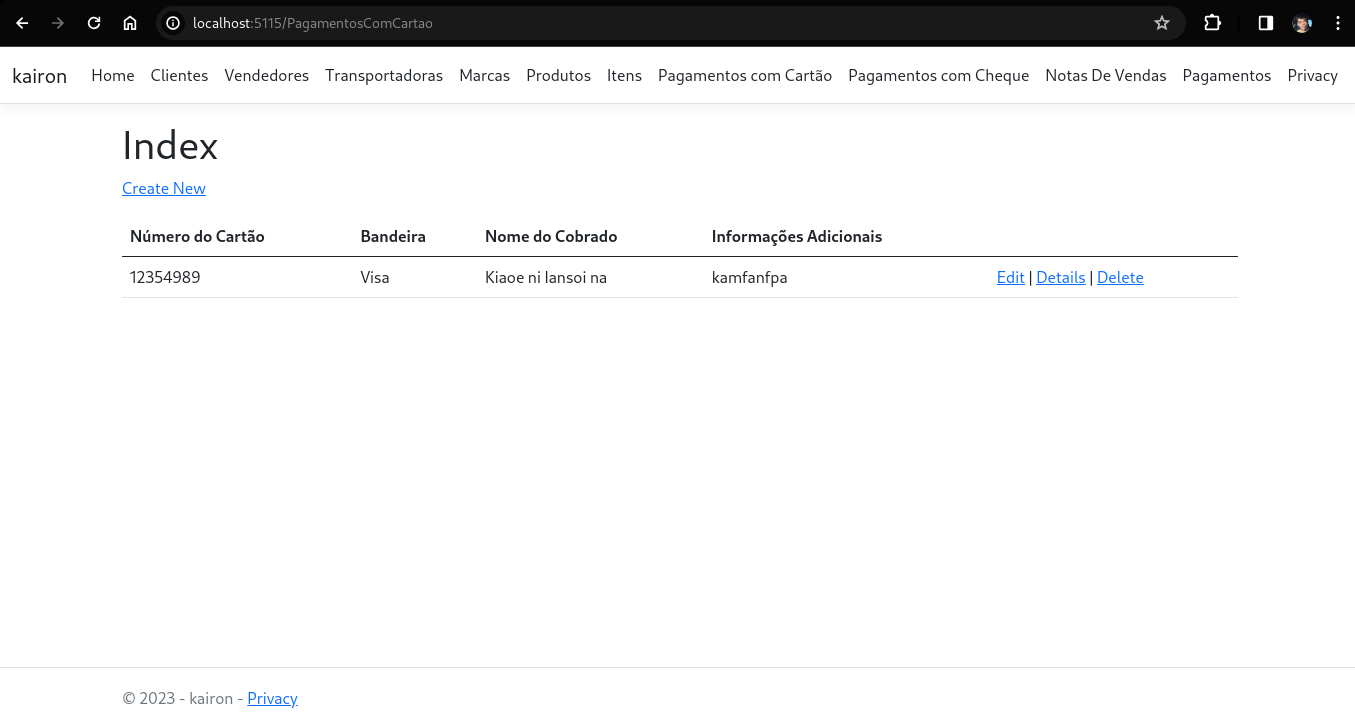 localhost:5115/PagamentosComCartao
kairon Home Clientes Vendedores Transportadoras Marcas Produtos Itens Pagamentos com Cartão Pagamentos com Cheque Notas De Vendas Pagamentos Privacy
Index
Create New
Número do Cartão Bandeira Nome do Cobrado Informações Adicionais
12354989 Visa Kiaoe ni lansoi na kamfanfpa Edit | Details | Delete
© 2023 - kairon - Privacy